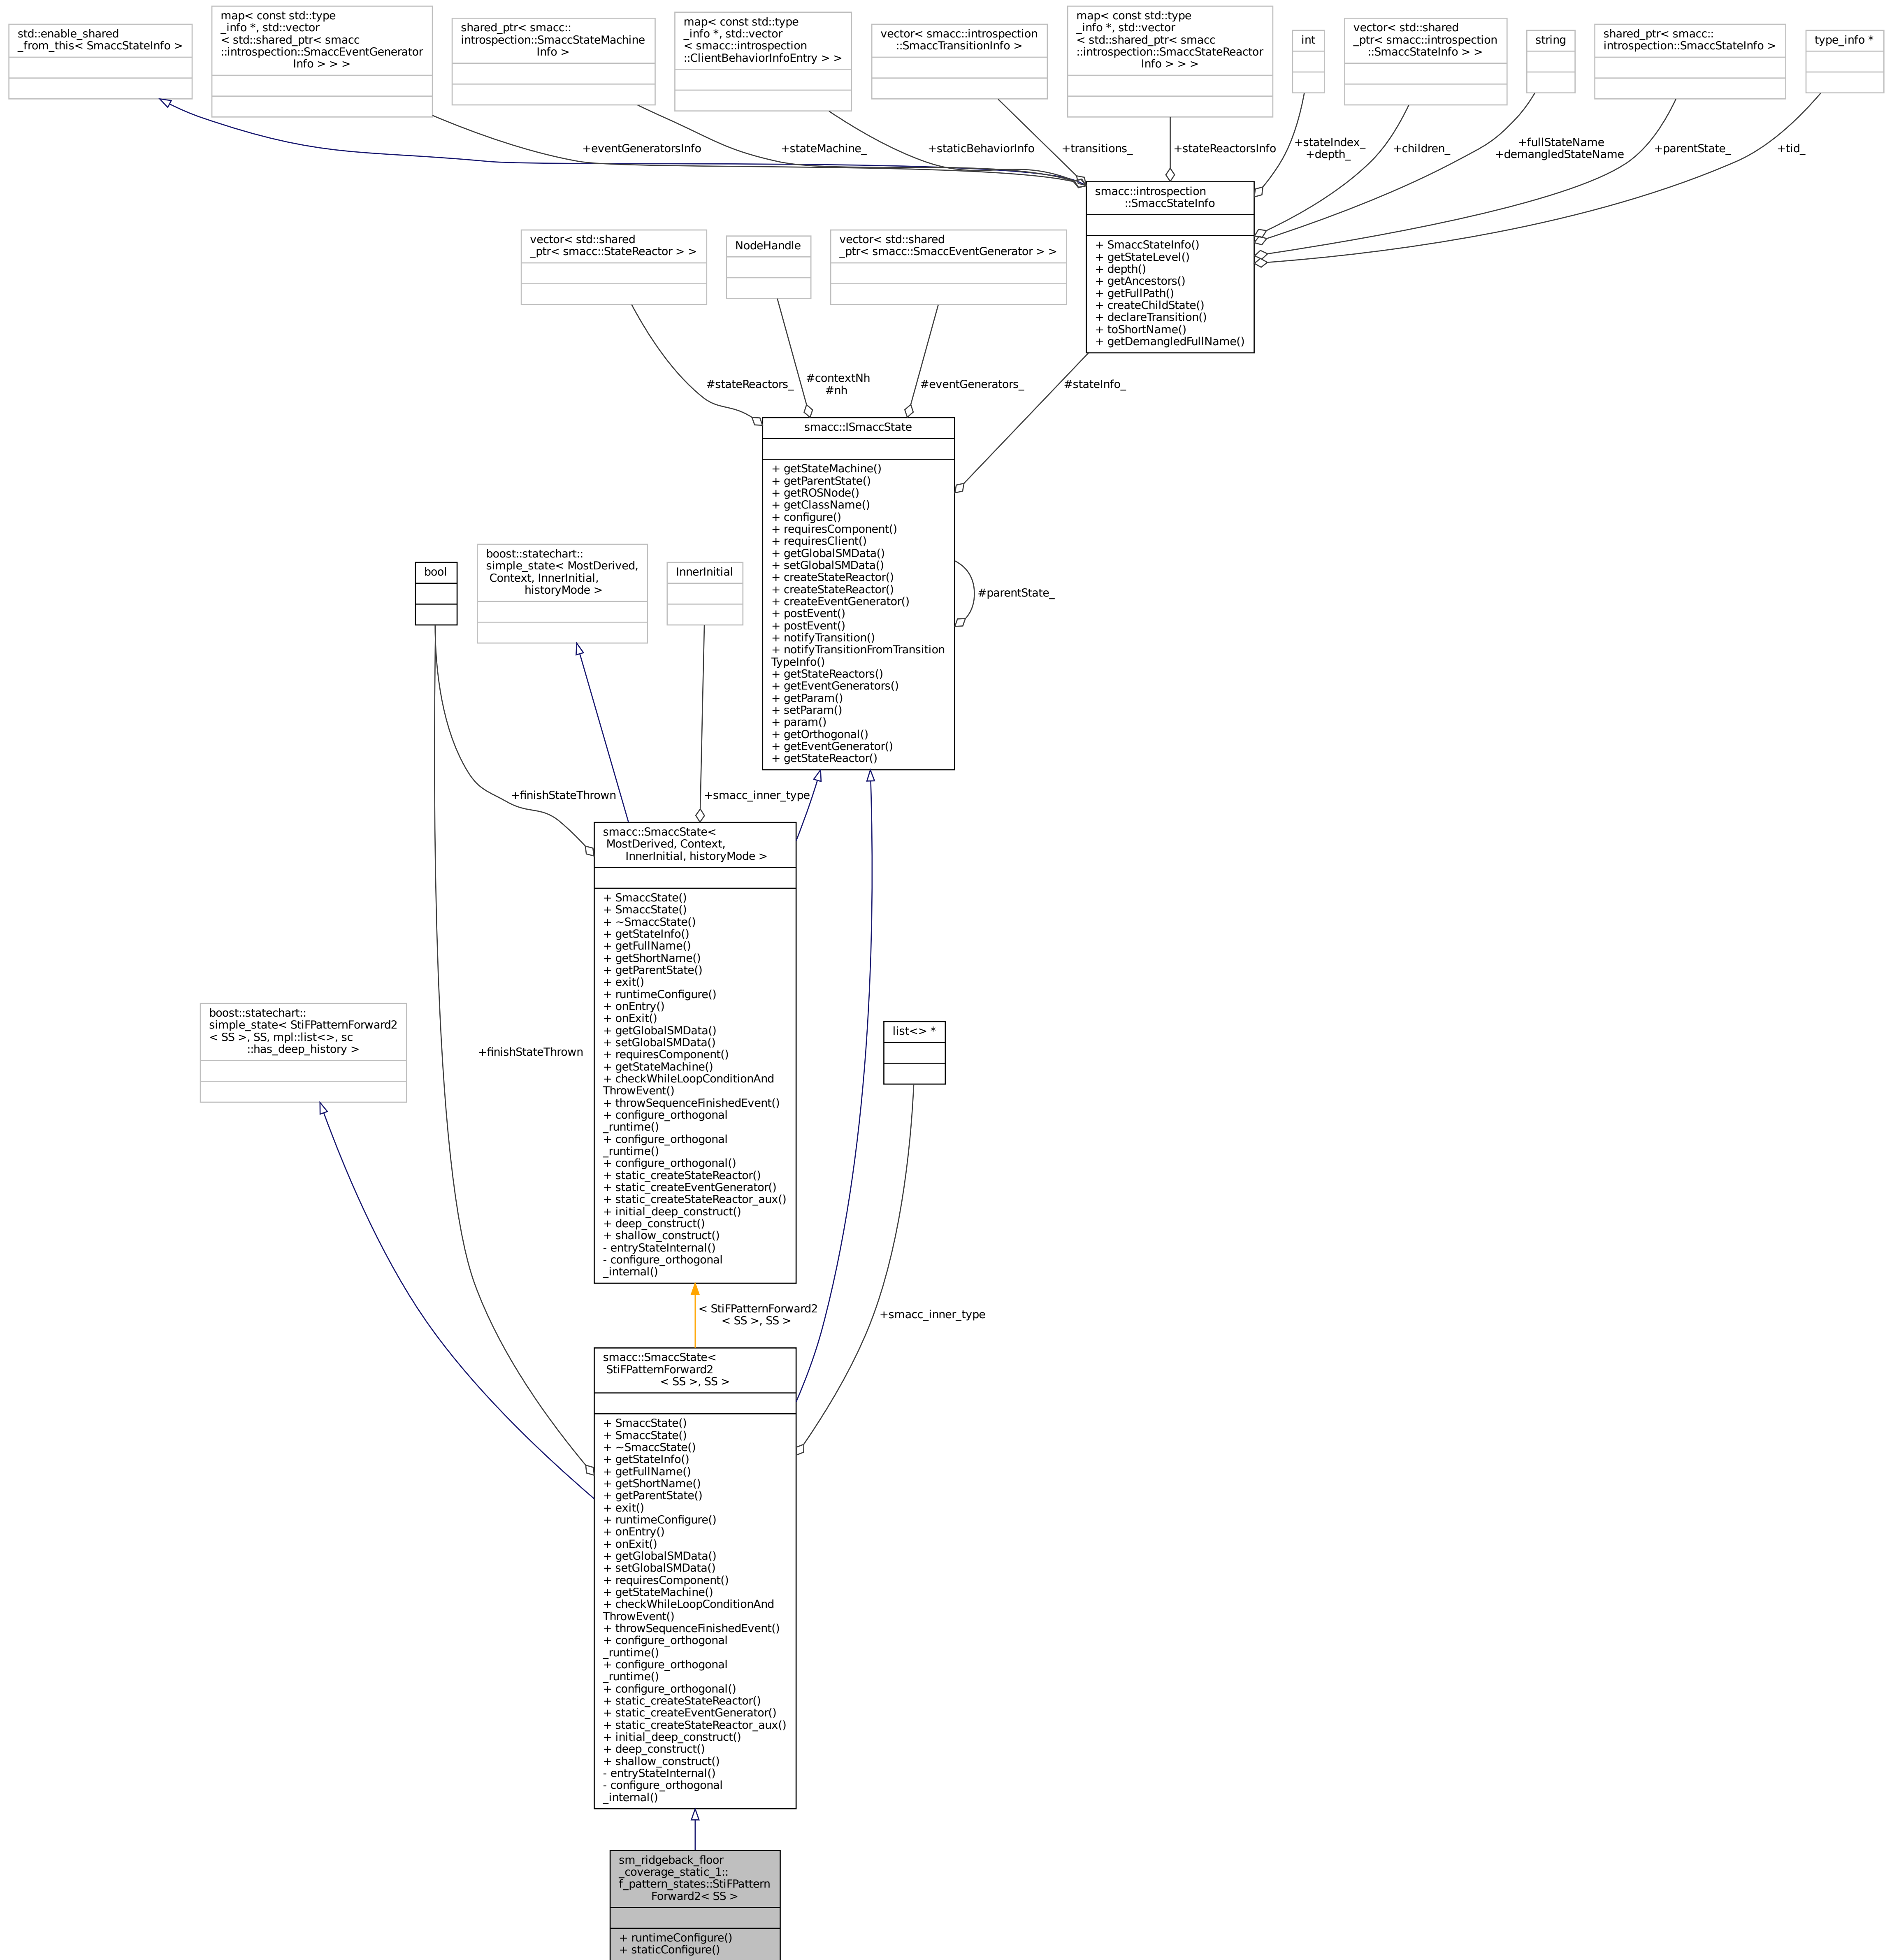 std::enable_shared
_from_this< SmaccStateInfo >
map< const std::type
_info *, std::vector
< std::shared_ptr< smacc
::introspection::SmaccEventGenerator
Info > > >
shared_ptr< smacc::
introspection::SmaccStateMachine
Info >
map< const std::type
_info *, std::vector
< smacc::introspection
::ClientBehaviorInfoEntry > >
vector< smacc::introspection
::SmaccTransitionInfo >
map< const std::type
_info *, std::vector
< std::shared_ptr< smacc
::introspection::SmaccStateReactor
Info > > >
int
vector< std::shared
_ptr< smacc::introspection
::SmaccStateInfo > >
string
shared_ptr< smacc::
introspection::SmaccStateInfo >
type_info *
+eventGeneratorsInfo
+stateMachine_
+staticBehaviorInfo
+transitions_
+stateReactorsInfo
+stateIndex_
+depth_
+children_
+fullStateName
+demangledStateName
+parentState_
+tid_
smacc::introspection
::SmaccStateInfo
+ SmaccStateInfo()
+ getStateLevel()
+ depth()
+ getAncestors()
+ getFullPath()
+ createChildState()
+ declareTransition()
+ toShortName()
+ getDemangledFullName()
vector< std::shared
_ptr< smacc::StateReactor > >
NodeHandle
vector< std::shared
_ptr< smacc::SmaccEventGenerator > >
#stateReactors_
#contextNh
#nh
#eventGenerators_
#stateInfo_
smacc::ISmaccState
+ getStateMachine()
+ getParentState()
+ getROSNode()
+ getClassName()
+ configure()
+ requiresComponent()
+ requiresClient()
+ getGlobalSMData()
+ setGlobalSMData()
+ createStateReactor()
+ createStateReactor()
+ createEventGenerator()
+ postEvent()
+ postEvent()
+ notifyTransition()
+ notifyTransitionFromTransition
TypeInfo()
+ getStateReactors()
+ getEventGenerators()
+ getParam()
+ setParam()
+ param()
+ getOrthogonal()
+ getEventGenerator()
+ getStateReactor()
#parentState_
bool
boost::statechart::
simple_state< MostDerived,
Context, InnerInitial,
historyMode >
InnerInitial
+finishStateThrown
+smacc_inner_type
smacc::SmaccState<
MostDerived, Context,
InnerInitial, historyMode >
+ SmaccState()
+ SmaccState()
+ ~SmaccState()
+ getStateInfo()
+ getFullName()
+ getShortName()
+ getParentState()
+ exit()
+ runtimeConfigure()
+ onEntry()
+ onExit()
+ getGlobalSMData()
+ setGlobalSMData()
+ requiresComponent()
+ getStateMachine()
+ checkWhileLoopConditionAnd
ThrowEvent()
+ throwSequenceFinishedEvent()
+ configure_orthogonal
_runtime()
+ configure_orthogonal
_runtime()
+ configure_orthogonal()
+ static_createStateReactor()
+ static_createEventGenerator()
+ static_createStateReactor_aux()
+ initial_deep_construct()
+ deep_construct()
+ shallow_construct()
- entryStateInternal()
- configure_orthogonal
_internal()
boost::statechart::
simple_state< StiFPatternForward2
< SS >, SS, mpl::list<>, sc
::has_deep_history >
+finishStateThrown
list<> *
< StiFPatternForward2
< SS >, SS >
+smacc_inner_type
smacc::SmaccState<
StiFPatternForward2
< SS >, SS >
+ SmaccState()
+ SmaccState()
+ ~SmaccState()
+ getStateInfo()
+ getFullName()
+ getShortName()
+ getParentState()
+ exit()
+ runtimeConfigure()
+ onEntry()
+ onExit()
+ getGlobalSMData()
+ setGlobalSMData()
+ requiresComponent()
+ getStateMachine()
+ checkWhileLoopConditionAnd
ThrowEvent()
+ throwSequenceFinishedEvent()
+ configure_orthogonal
_runtime()
+ configure_orthogonal
_runtime()
+ configure_orthogonal()
+ static_createStateReactor()
+ static_createEventGenerator()
+ static_createStateReactor_aux()
+ initial_deep_construct()
+ deep_construct()
+ shallow_construct()
- entryStateInternal()
- configure_orthogonal
_internal()
sm_ridgeback_floor
_coverage_static_1::
f_pattern_states::StiFPattern
Forward2< SS >
+ runtimeConfigure()
+ staticConfigure()